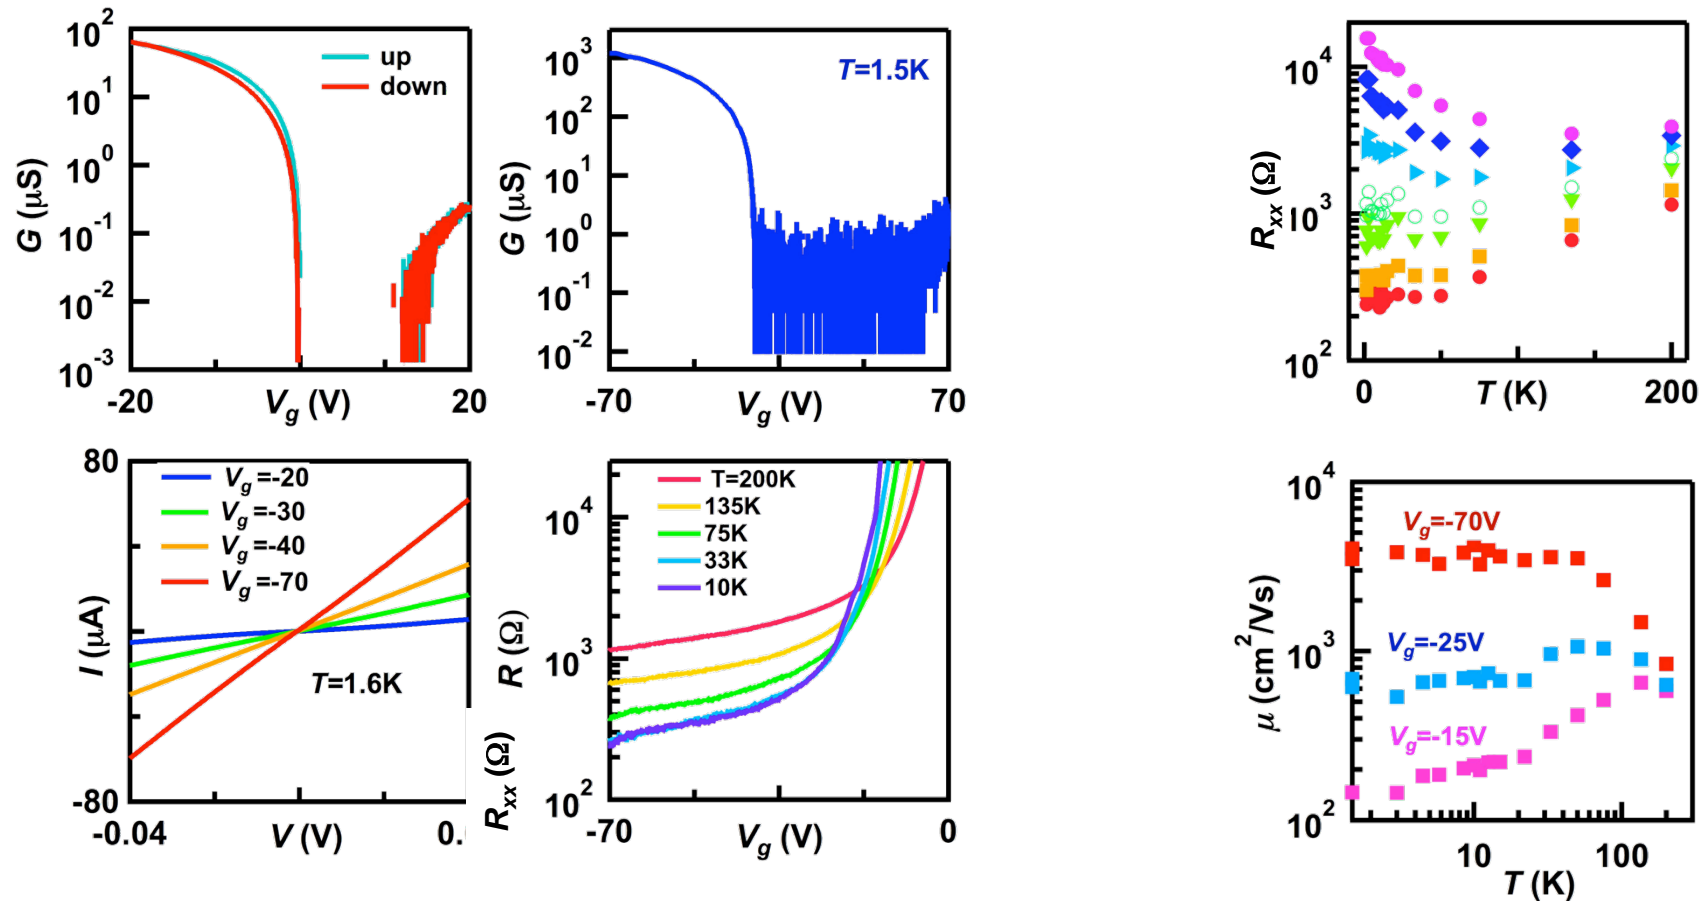 10^2
10^1
10^0
10^-1
10^-2
10^-3
G (μS)
up
down
-20
V_g (V)
20
10^3
10^2
10^1
10^0
10^-1
10^-2
G (μS)
T=1.5K
-70
V_g (V)
70
10^4
10^3
10^2
R_xx (Ω)
0
T (K)
200
80
-80
I (μA)
V_g=-20
V_g=-30
V_g=-40
V_g=-70
T=1.6K
-0.04
V (V)
0.0
R_xx (Ω)
10^4
10^3
10^2
R (Ω)
T=200K
135K
75K
33K
10K
-70
V_g (V)
0
10^4
10^3
10^2
μ (cm^2/Vs)
V_g=-70V
V_g=-25V
V_g=-15V
10
100
T (K)